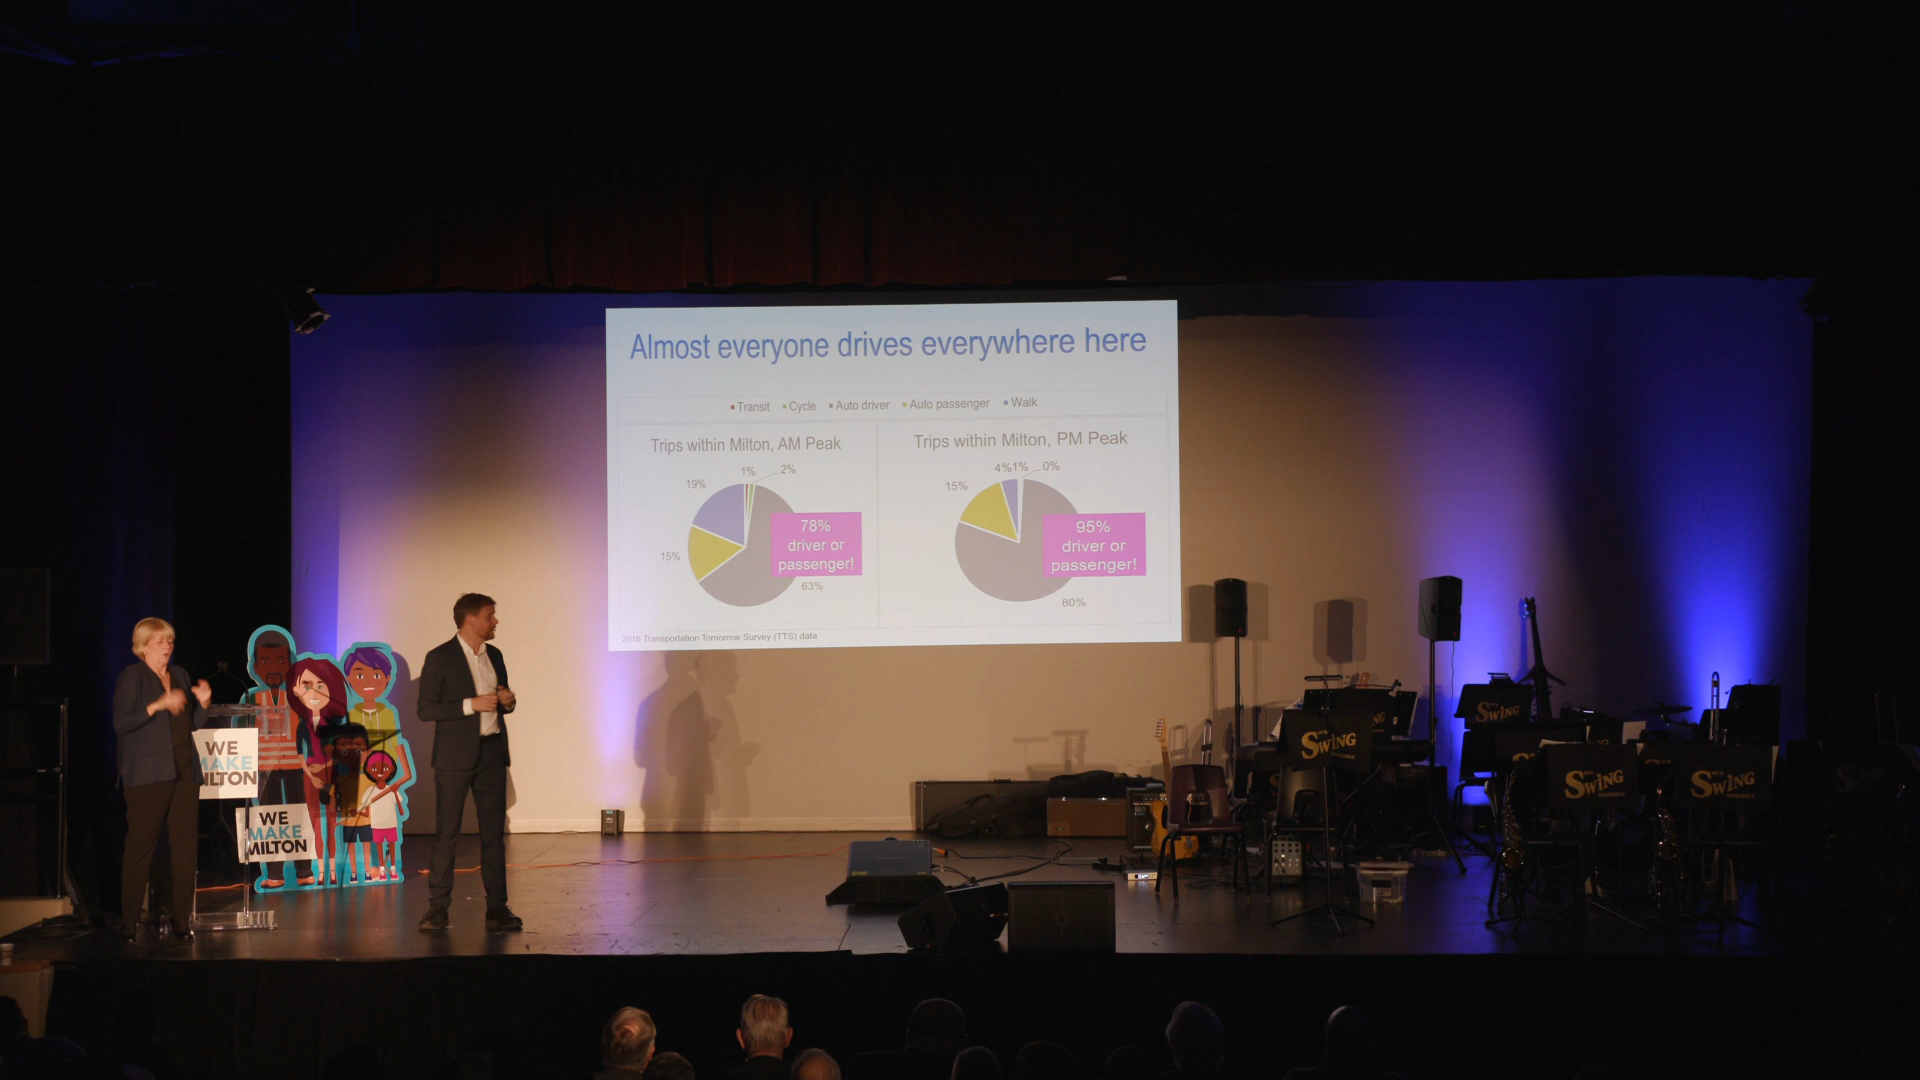 Almost everyone drives everywhere here
Transit Cycle Auto driver Auto passenger Walk
Trips within Milton, AM Peak
1% 2%
19%
15%
63%
78%
driver or
passenger!
Trips within Milton, PM Peak
4% 1% 0%
15%
80%
95%
driver or
passenger!
2016 Transportation Tomorrow Survey (TTS) data
WE
MAKE
MILTON
WE
MAKE
MILTON
SWING
SWING
SWING
SWING